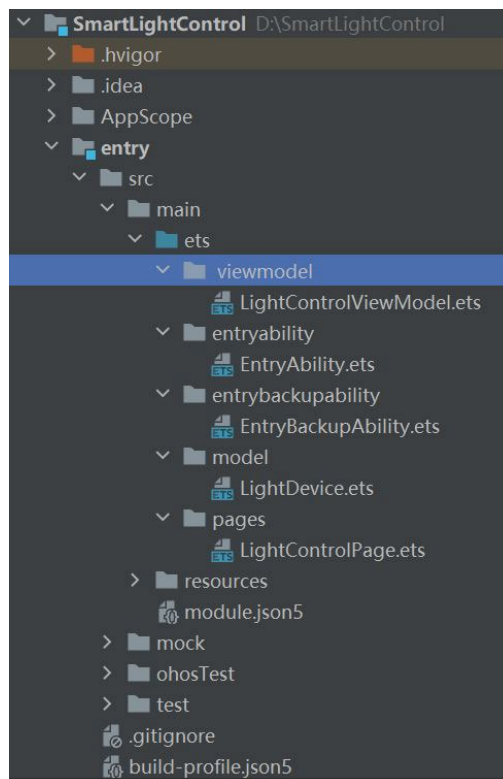 SmartLightControl D:\SmartLightControl
.hvigor
.idea
AppScope
entry
src
main
ets
viewmodel
LightControlViewModel.ets
entryability
EntryAbility.ets
entrybackupability
EntryBackupAbility.ets
model
LightDevice.ets
pages
LightControlPage.ets
resources
module.json5
mock
ohosTest
test
.gitignore
build-profile.json5